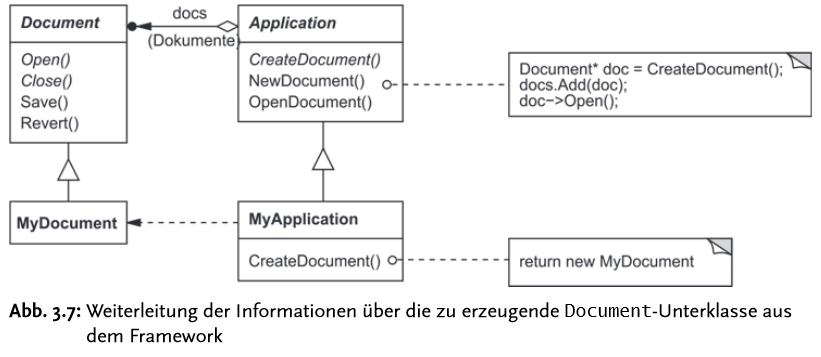 docs
(Dokumente)
Document
Open()
Close()
Save()
Revert()
Application
CreateDocument()
NewDocument()
OpenDocument()
Document* doc = CreateDocument();
docs.Add(doc);
doc->Open();
MyDocument
MyApplication
CreateDocument()
return new MyDocument
Abb. 3.7: Weiterleitung der Informationen über die zu erzeugende Document-Unterklasse aus
dem Framework